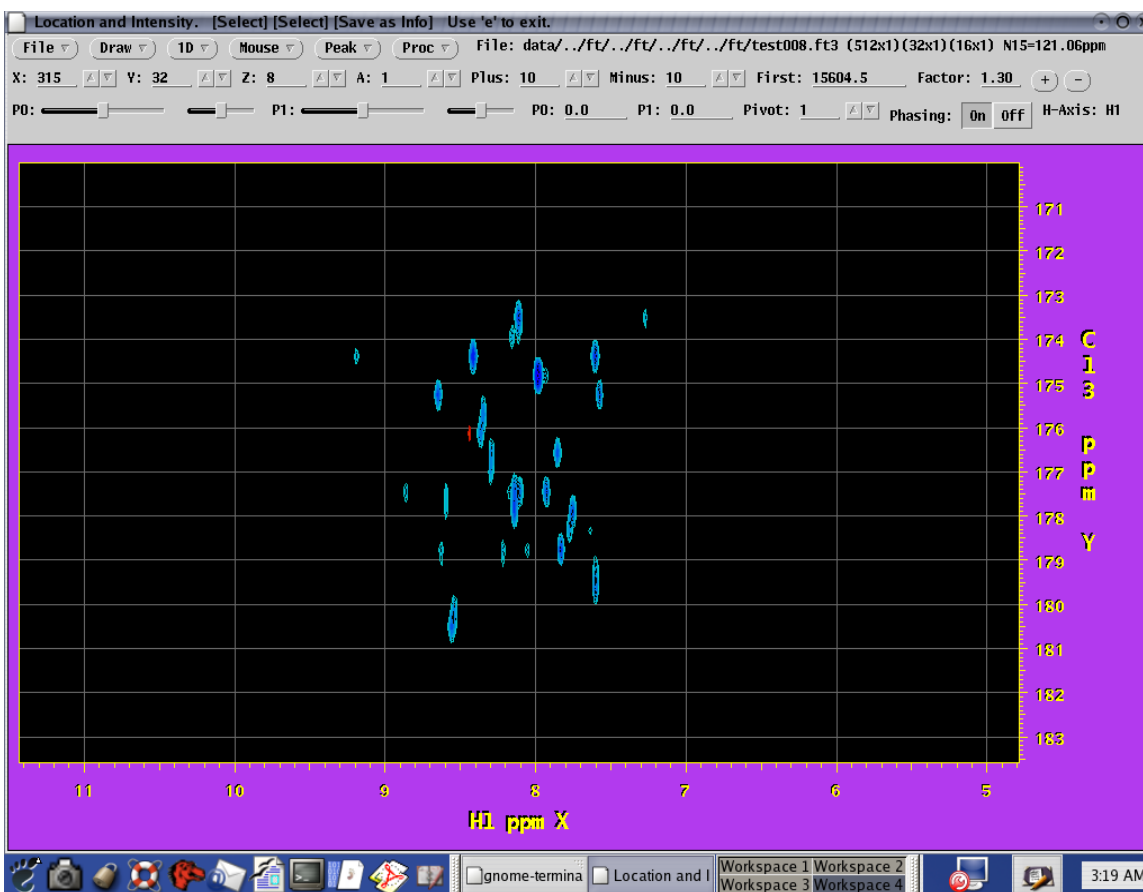 Location and Intensity. [Select] [Select] [Save as Info] Use 'e' to exit.
File Draw 1D Mouse Peak Proc File: data/../ft/../ft/../ft/../ft/test008.ft3 (512x1)(32x1)(16x1) N15=121.06ppm
X: 315 Y: 32 Z: 8 A: 1 Plus: 10 Minus: 10 First: 15604.5 Factor: 1.30 + -
P0: P1: P0: 0.0 P1: 0.0 Pivot: 1 Phasing: On Off H-Axis: H1
171
172
173
174
175
176
177
178
179
180
181
182
183
C13 ppm Y
11 10 9 8 7 6 5
H1 ppm X
gnome-termina Location and I Workspace 1 Workspace 2 3:19 AM
Workspace 3 Workspace 4